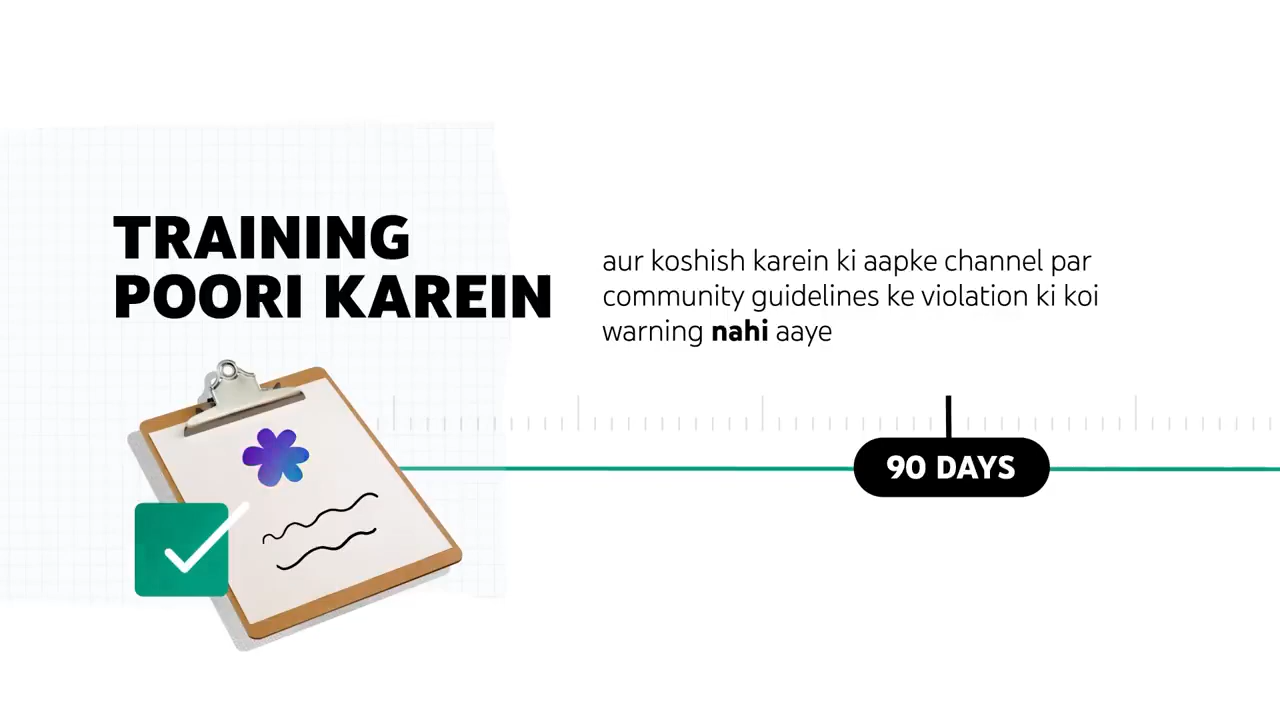 TRAINING
POORI KAREIN
aur koshish karein ki aapke channel par
community guidelines ke violation ki koi
warning nahi aaye
90 DAYS